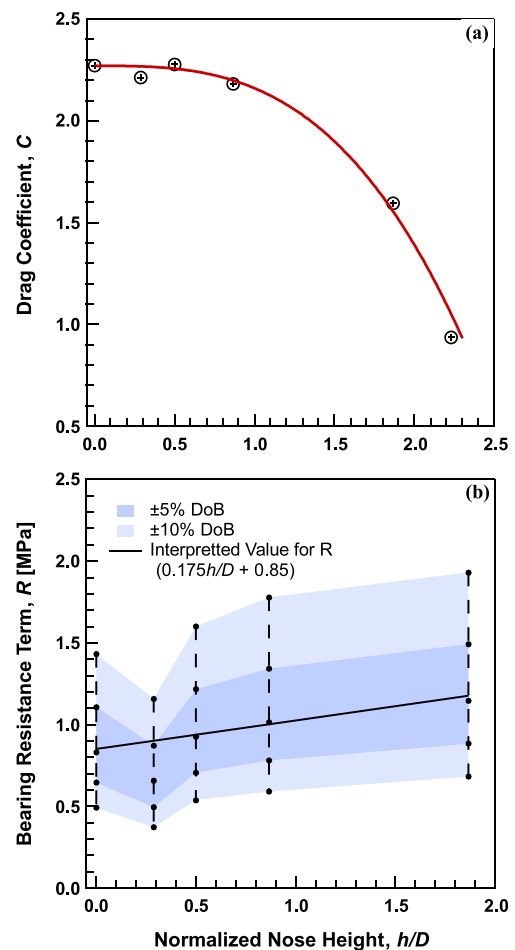 (a)
Drag Coefficient, C
2.5
2.0
1.5
1.0
0.5
0.0 0.5 1.0 1.5 2.0 2.5
(b)
Bearing Resistance Term, R [MPa]
2.5
2.0
1.5
1.0
0.5
0.0
±5% DoB
±10% DoB
Interpretted Value for R
(0.175h/D + 0.85)
0.0 0.5 1.0 1.5 2.0
Normalized Nose Height, h/D